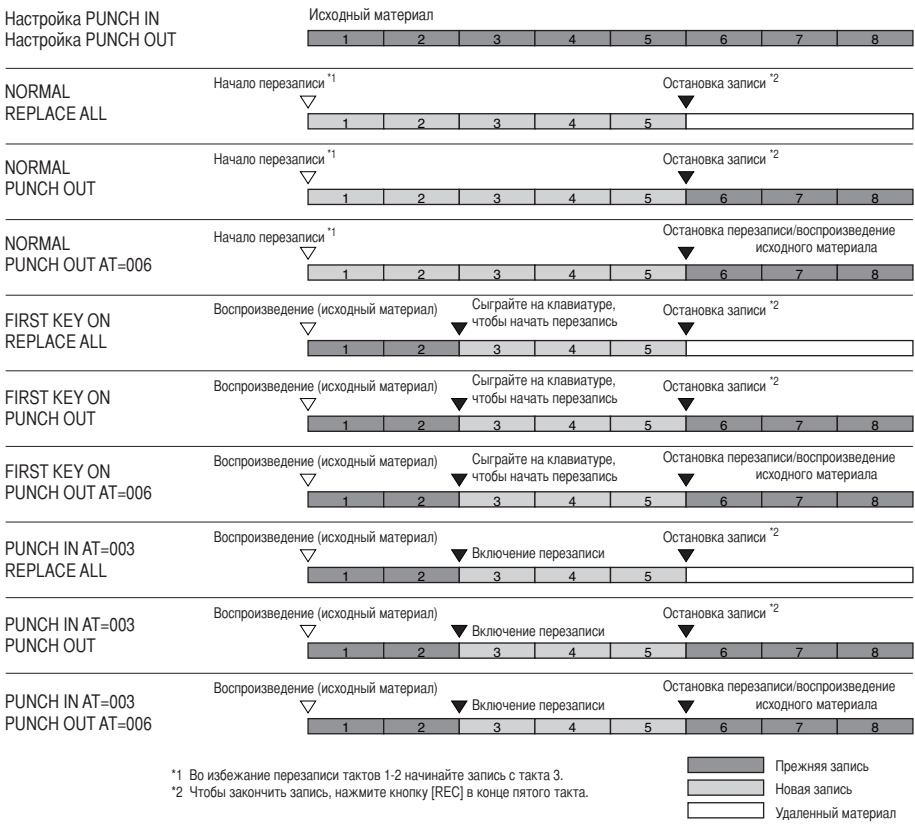 Настройка PUNCH IN
Настройка PUNCH OUT
Исходный материал
1 2 3 4 5 6 7 8
NORMAL
REPLACE ALL
Начало перезаписи *1
Остановка записи *2
1 2 3 4 5
NORMAL
PUNCH OUT
Начало перезаписи *1
Остановка записи *2
1 2 3 4 5 6 7 8
NORMAL
PUNCH OUT AT=006
Начало перезаписи *1
Остановка перезаписи/воспроизведение
исходного материала
1 2 3 4 5 6 7 8
FIRST KEY ON
REPLACE ALL
Воспроизведение (исходный материал)
Сыграйте на клавиатуре,
чтобы начать перезапись
Остановка записи *2
1 2 3 4 5
FIRST KEY ON
PUNCH OUT
Воспроизведение (исходный материал)
Сыграйте на клавиатуре,
чтобы начать перезапись
Остановка записи *2
1 2 3 4 5 6 7 8
FIRST KEY ON
PUNCH OUT AT=006
Воспроизведение (исходный материал)
Сыграйте на клавиатуре,
чтобы начать перезапись
Остановка перезаписи/воспроизведение
исходного материала
1 2 3 4 5 6 7 8
PUNCH IN AT=003
REPLACE ALL
Воспроизведение (исходный материал)
Включение перезаписи
Остановка записи *2
1 2 3 4 5
PUNCH IN AT=003
PUNCH OUT
Воспроизведение (исходный материал)
Включение перезаписи
Остановка записи *2
1 2 3 4 5 6 7 8
PUNCH IN AT=003
PUNCH OUT AT=006
Воспроизведение (исходный материал)
Включение перезаписи
Остановка перезаписи/воспроизведение
исходного материала
1 2 3 4 5 6 7 8
*1 Во избежание перезаписи тактов 1-2 начинайте запись с такта 3.
*2 Чтобы закончить запись, нажмите кнопку [REC] в конце пятого такта.
Прежняя запись
Новая запись
Удаленный материал